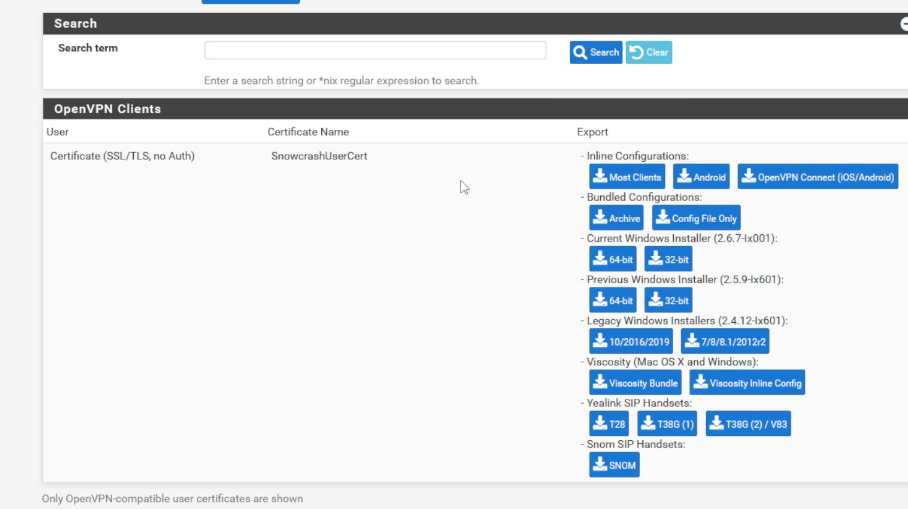 Search
Search term
Search Clear
Enter a search string or *nix regular expression to search.
OpenVPN Clients
User Certificate Name Export
Certificate (SSL/TLS, no Auth) SnowcrashUserCert - Inline Configurations:
Most Clients Android OpenVPN Connect (iOS/Android)
- Bundled Configurations:
Archive Config File Only
- Current Windows Installer (2.6.7-Ix001):
64-bit 32-bit
- Previous Windows Installer (2.5.9-Ix601):
64-bit 32-bit
- Legacy Windows Installers (2.4.12-Ix601):
10/2016/2019 7/8/8.1/2012r2
- Viscosity (Mac OS X and Windows):
Viscosity Bundle Viscosity Inline Config
- Yealink SIP Handsets:
T28 T38G (1) T38G (2) / V83
- Snom SIP Handsets:
SNOM
Only OpenVPN-compatible user certificates are shown